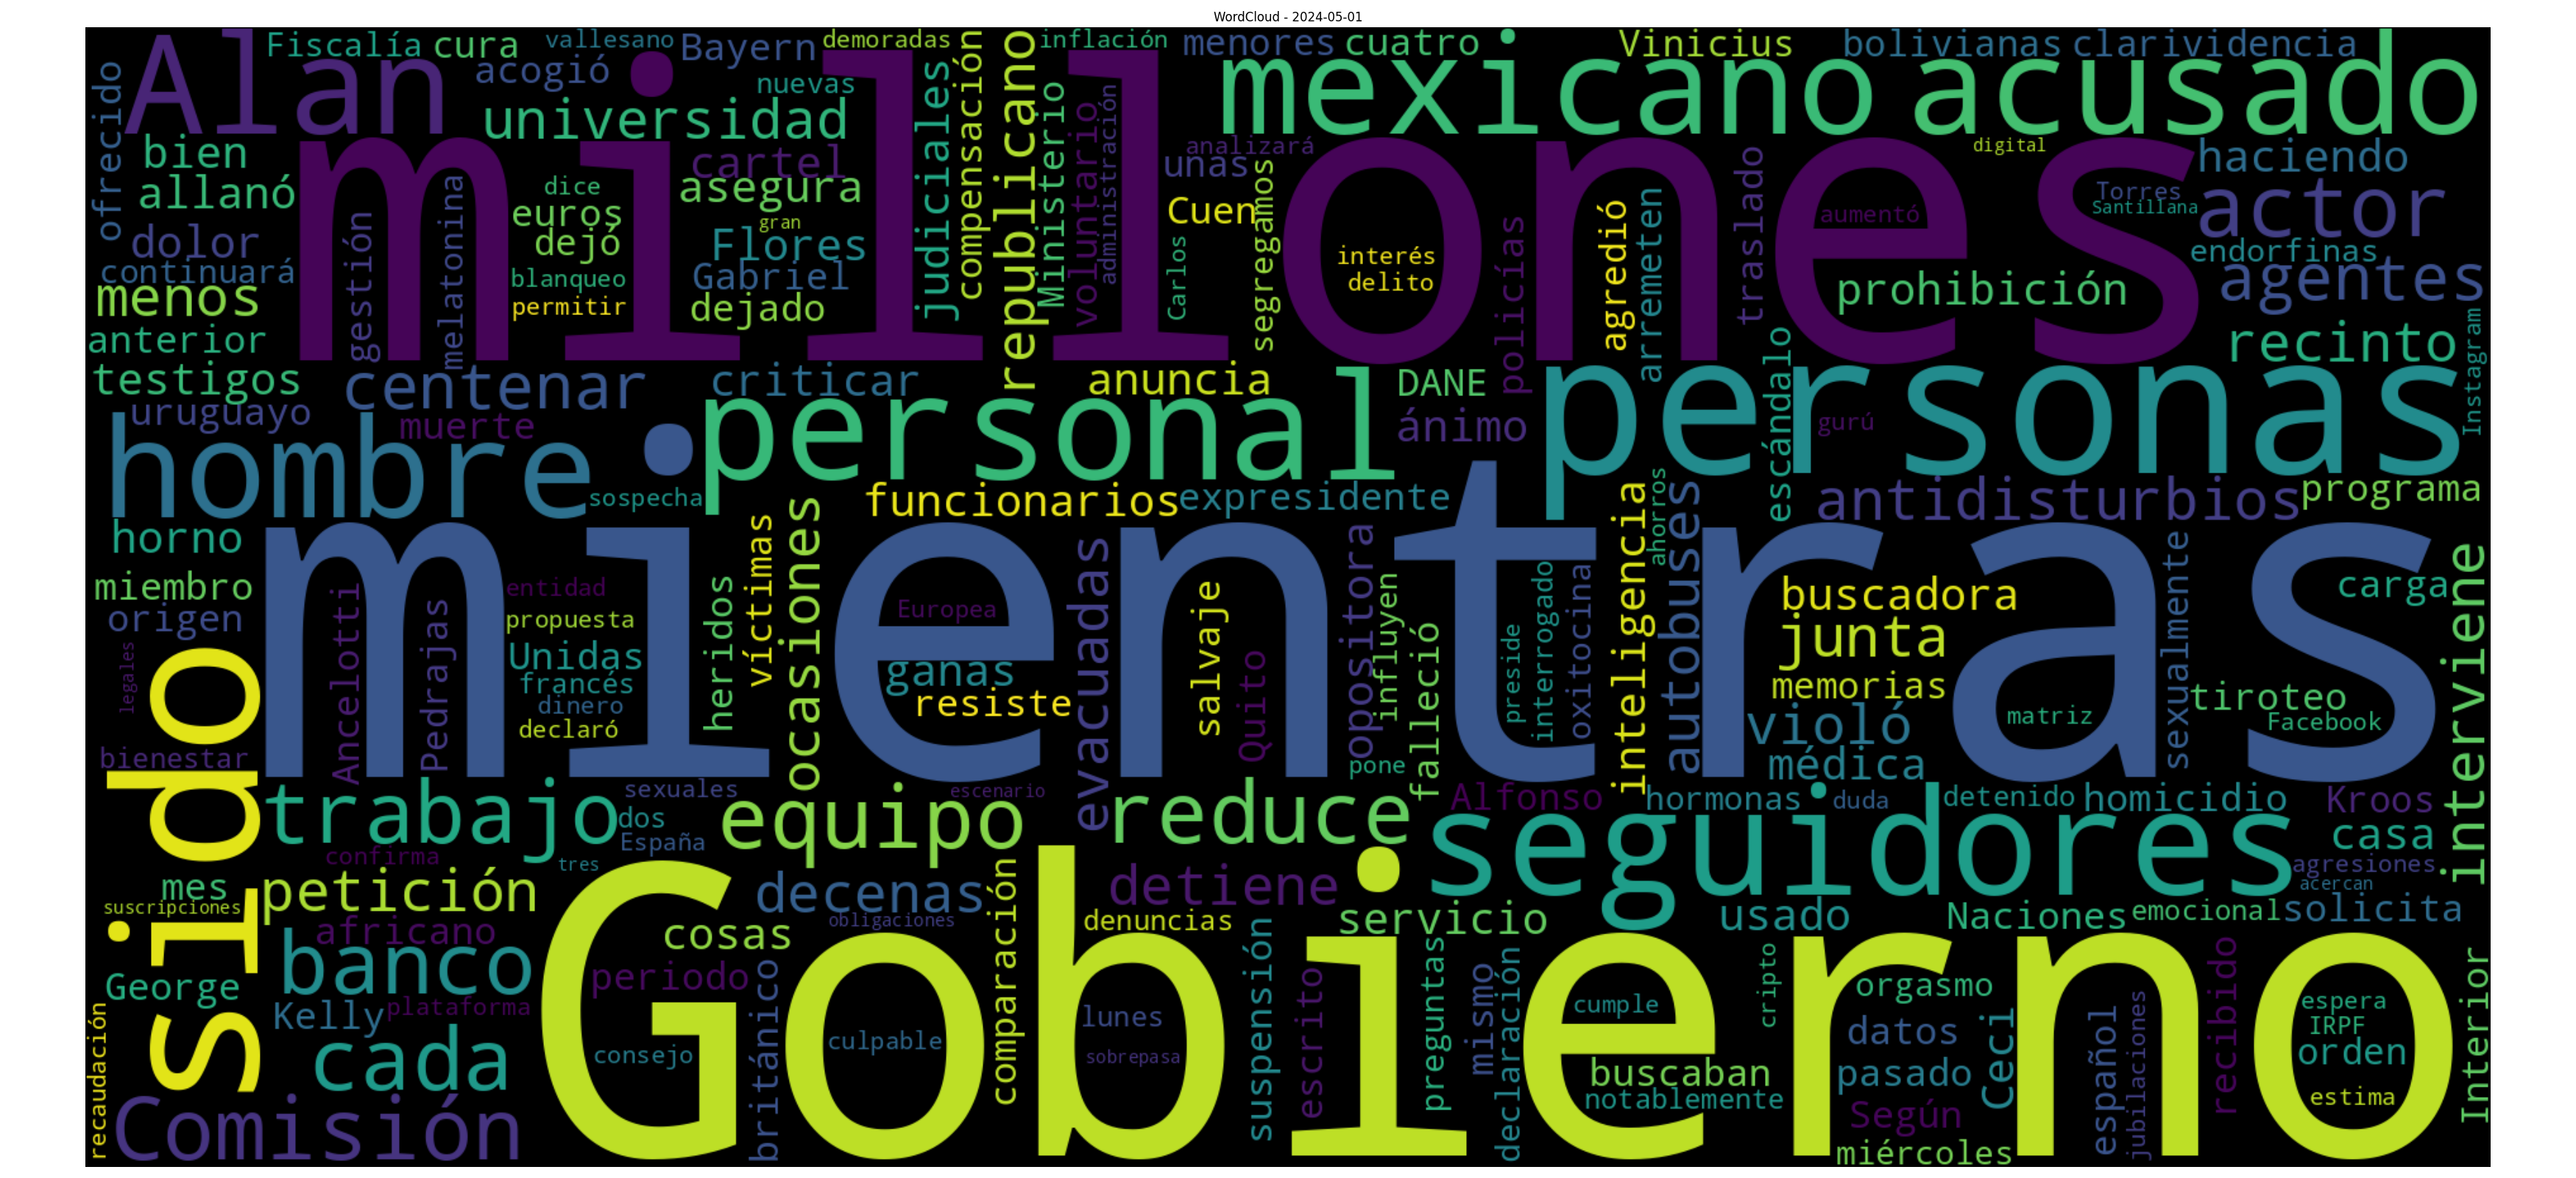 WordCloud - 2024-05-01
Fiscalía
cura
vallesano
Bayern
demoradas
inflación
menores
cuatro
Vinicius
bolivianas
clarividencia
Alan
acogió
nuevas
universidad
judiciales
compensación
republicano
Ministerio
voluntario
administración
mexicano
acusado
ofrecido
bien
allanó
cartel
asegura
dice
euros
gran
dejó
Flores
dolor
continuará
gestión
melatonina
blanqueo
Gabriel
permitir
dejado
menos
anterior
millones
unas
analizará
Cuen
segregamos
Carlos
interés
delito
policías
agredió
arremeten
traslado
digital
aumentó
prohibición
haciendo
Torres
Santillana
actor
endorfinas
agentes
recinto
Instagram
testigos
centenar
criticar
anuncia
DANE
ánimo
escándalo
gurú
personas
uruguayo
muerte
hombre
personal
sospecha
funcionarios
expresidente
antidisturbios
programa
horno
miembro
origen
legales
bienestar
mientras
Ancelotti
Pedrajas
entidad
propuesta
Unidas
francés
dinero
declaró
heridos
víctimas
ocasiones
Europea
ganas
resiste
evacuadas
salvaje
Quito
opositora
influyen
pone
falleció
preside
interrogado
oxitocina
inteligencia
ahorros
autobuses
buscadora
junta
memorias
violó
médica
matriz
sexualmente
carga
tiroteo
Facebook
interviene
sido
trabajo
sexuales
dos
España
confirma
tres
equipo
escenario
reduce
Alfonso
hormonas
duda
detenido
homicidio
Kroos
casa
agresiones
acercan
seguidores
mes
petición
suscripciones
africano
decenas
cosas
obligaciones
comparación
detiene
denuncias
servicio
usado
Naciones
emocional
solicita
banco
George
periodo
Kelly
plataforma
recaudación
cada
Comisión
Gobierno
consejo
británico
culpable
lunes
sobrepasa
suspensión
escrito
preguntas
mismo
declaración
cumple
cripto
buscaban
notablemente
orgasmo
datos
pasado
Según
miércoles
Ceci
español
jubilaciones
recibido
espera
IRPF
orden
estima
Interior